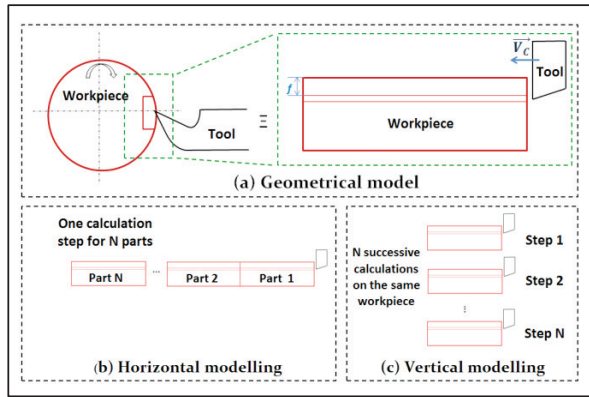 Workpiece
Tool
Ξ
f
V_C
Tool
Workpiece
(a) Geometrical model
One calculation
step for N parts
Part N ... Part 2 Part 1
(b) Horizontal modelling
N successive
calculations
on the same
workpiece
Step 1
Step 2
⋮
Step N
(c) Vertical modelling